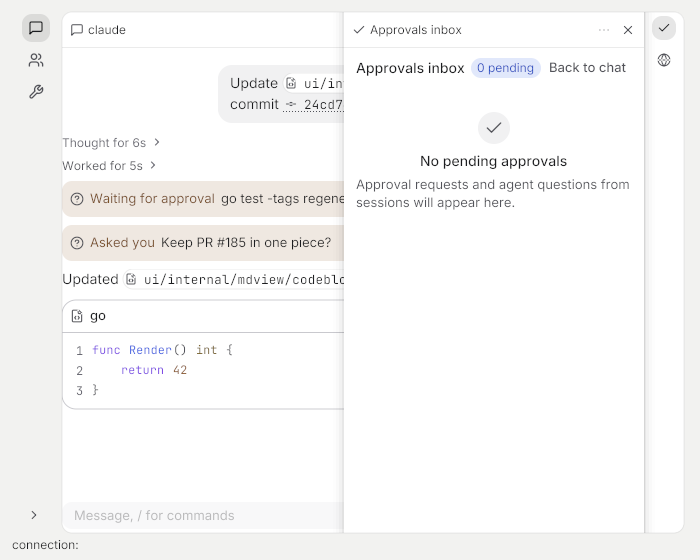 claude
Update ui/in
commit 24cd7
Thought for 6s
Worked for 5s
Waiting for approval go test -tags regene
Asked you Keep PR #185 in one piece?
Updated ui/internal/mdview/codeblo
go
1 func Render() int {
2 return 42
3 }
Message, / for commands
connection:
Approvals inbox
Approvals inbox 0 pending Back to chat
No pending approvals
Approval requests and agent questions from
sessions will appear here.